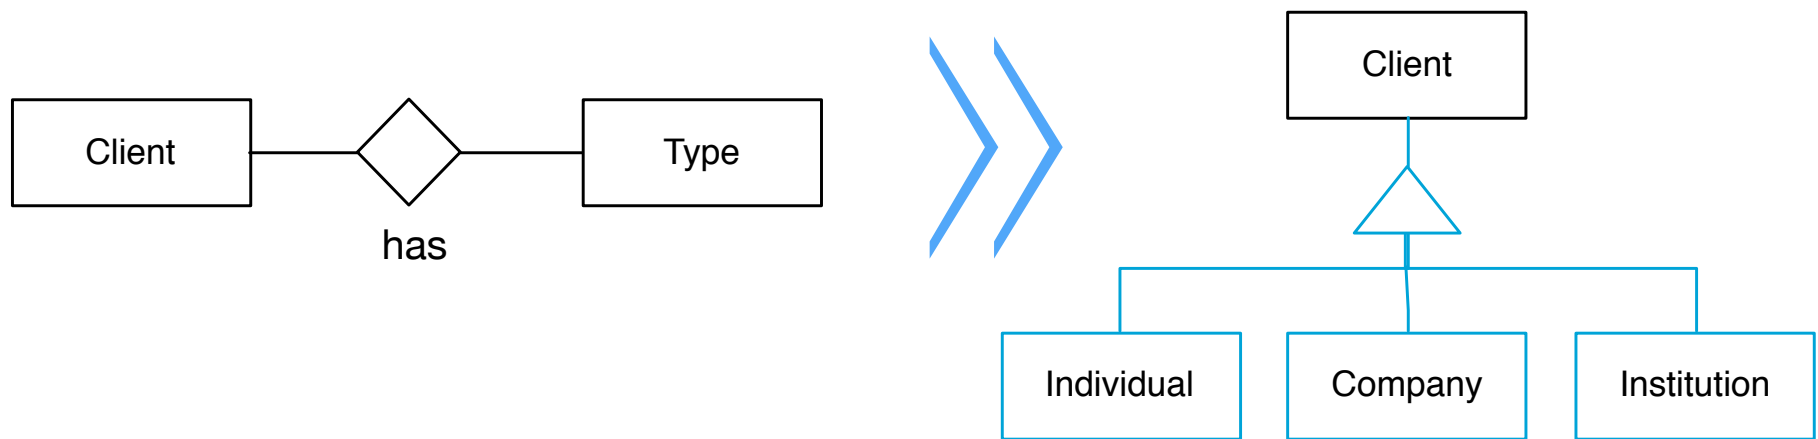 Client
Type
has
Client
Individual
Company
Institution